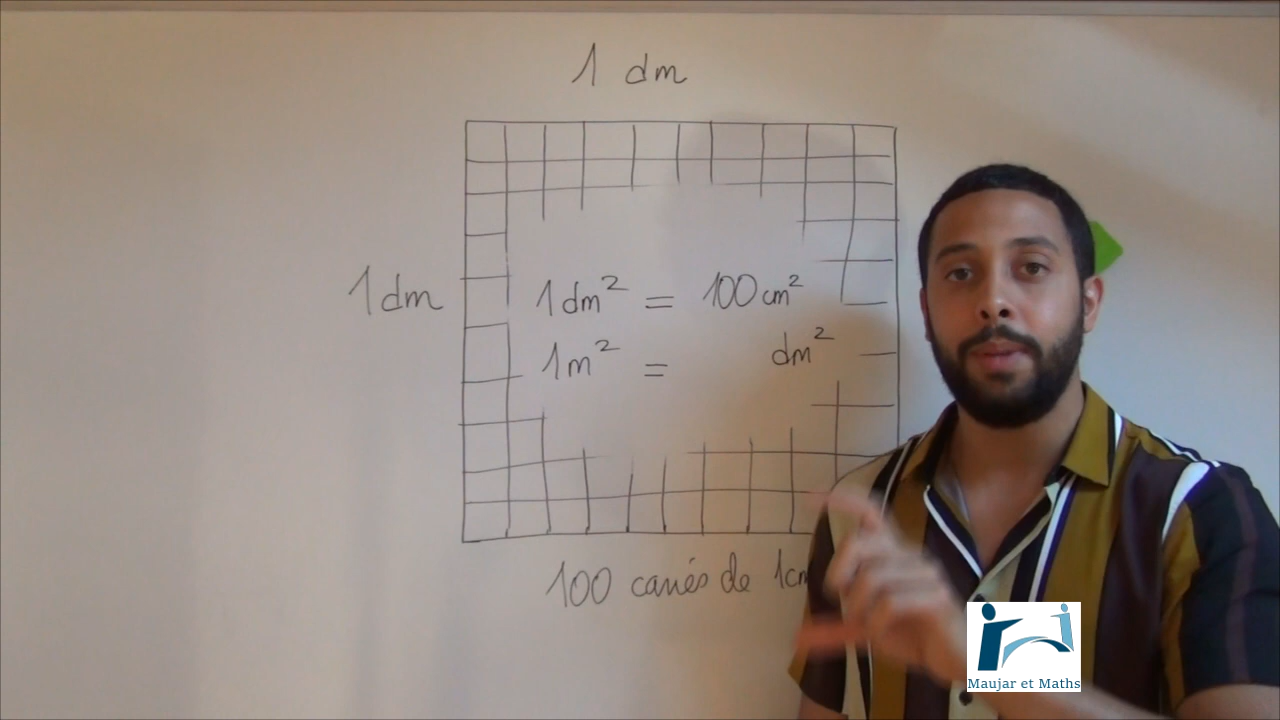 1 dm
1dm
1dm² = 100cm²
1m² = dm²
100 carrés de 1cm
Maujar et Maths